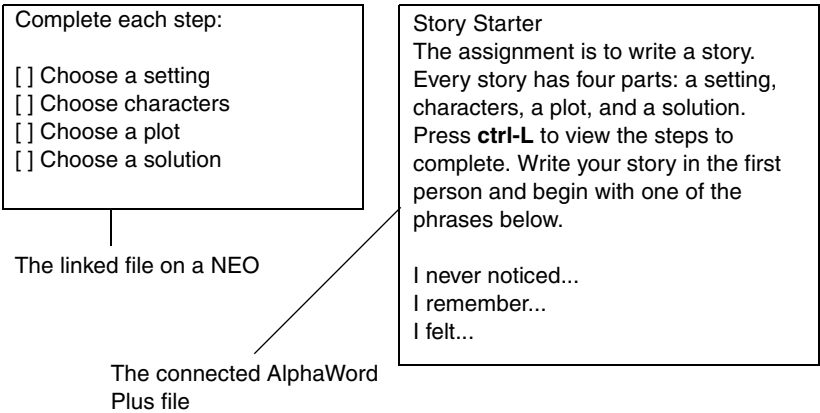 Complete each step:
[ ] Choose a setting
[ ] Choose characters
[ ] Choose a plot
[ ] Choose a solution
The linked file on a NEO
Story Starter
The assignment is to write a story.
Every story has four parts: a setting,
characters, a plot, and a solution.
Press ctrl-L to view the steps to
complete. Write your story in the first
person and begin with one of the
phrases below.
I never noticed...
I remember...
I felt...
The connected AlphaWord
Plus file